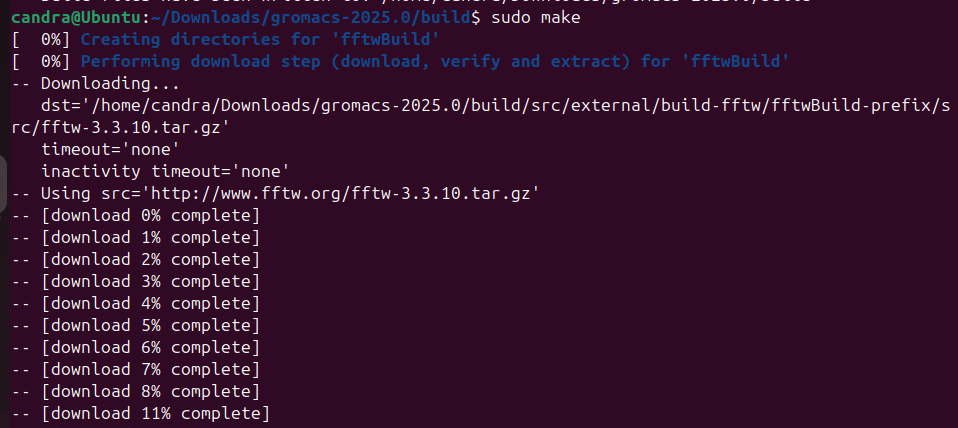 candra@Ubuntu:~/Downloads/gromacs-2025.0/build$ sudo make
[  0%] Creating directories for 'fftwBuild'
[  0%] Performing download step (download, verify and extract) for 'fftwBuild'
-- Downloading...
   dst='/home/candra/Downloads/gromacs-2025.0/build/src/external/build-fftw/fftwBuild-prefix/s
rc/fftw-3.3.10.tar.gz'
   timeout='none'
   inactivity timeout='none'
-- Using src='http://www.fftw.org/fftw-3.3.10.tar.gz'
-- [download 0% complete]
-- [download 1% complete]
-- [download 2% complete]
-- [download 3% complete]
-- [download 4% complete]
-- [download 5% complete]
-- [download 6% complete]
-- [download 7% complete]
-- [download 8% complete]
-- [download 11% complete]